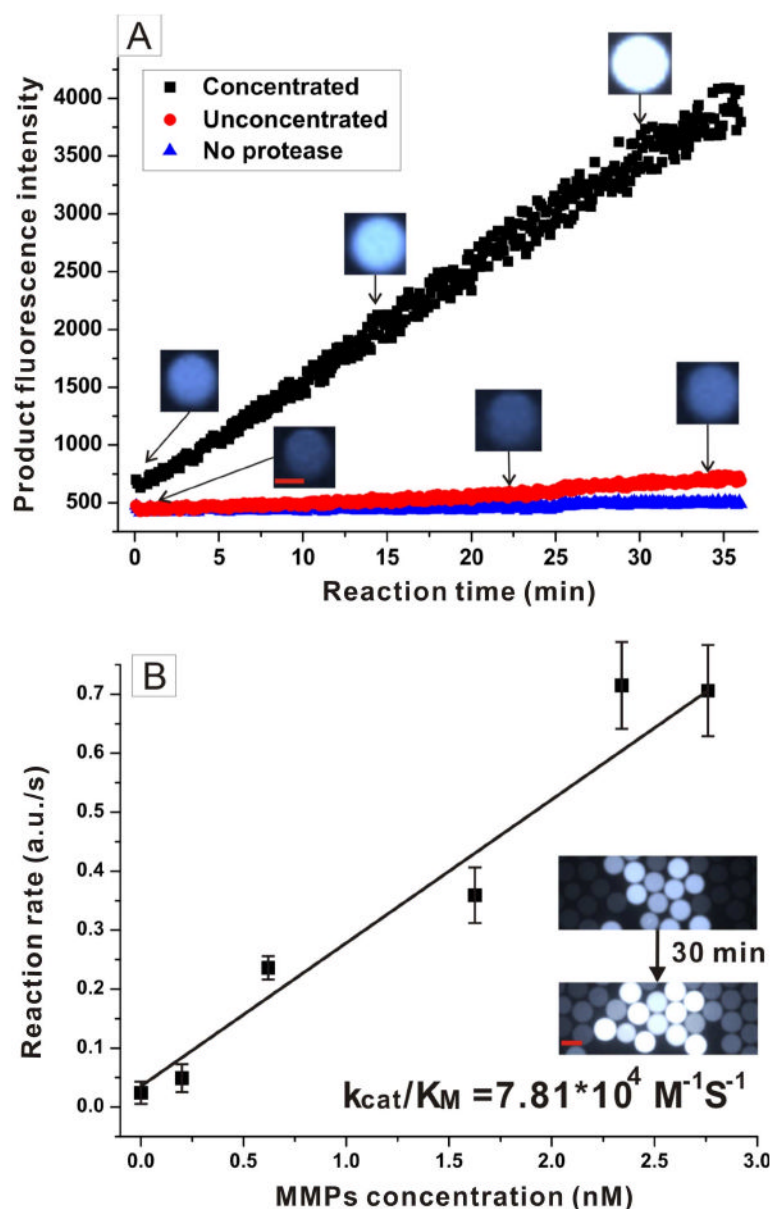 A
Concentrated
Unconcentrated
No protease
Product fluorescence intensity
4000
3500
3000
2500
2000
1500
1000
500
0 5 10 15 20 25 30 35
Reaction time (min)
B
Reaction rate (a.u./s)
0.7
0.6
0.5
0.4
0.3
0.2
0.1
0.0
30 min
kcat/KM =7.81*10⁴ M⁻¹S⁻¹
0.0 0.5 1.0 1.5 2.0 2.5 3.0
MMPs concentration (nM)